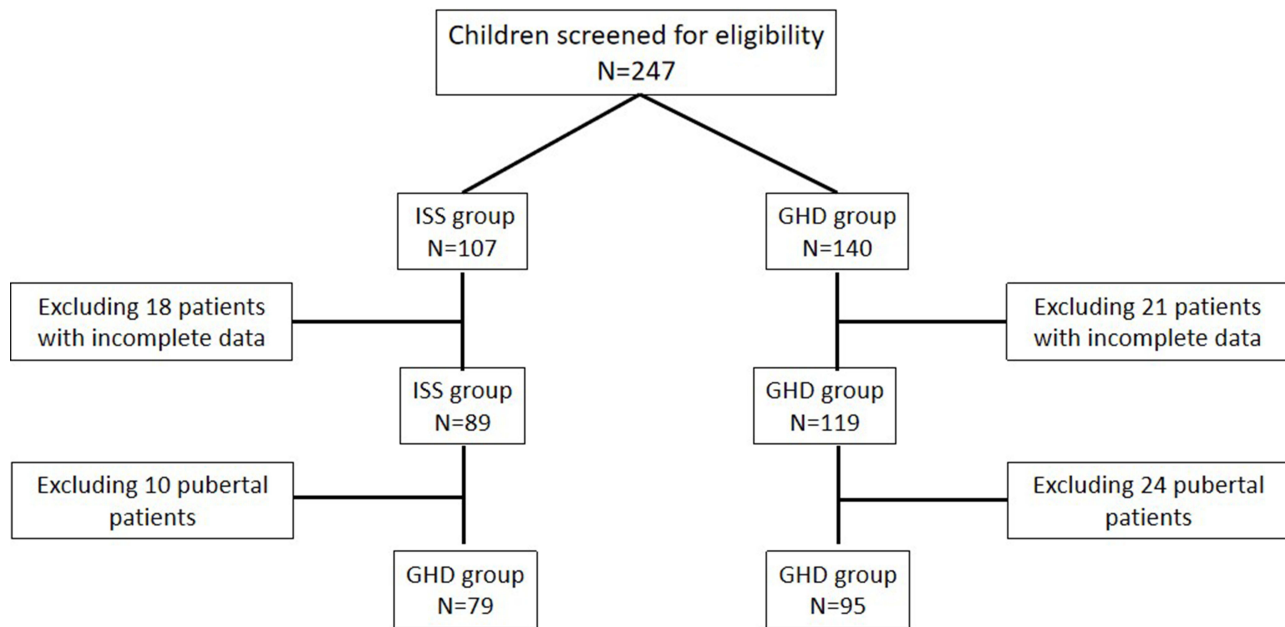 Children screened for eligibility
N=247
ISS group
N=107
GHD group
N=140
Excluding 18 patients
with incomplete data
Excluding 21 patients
with incomplete data
ISS group
N=89
GHD group
N=119
Excluding 10 pubertal
patients
Excluding 24 pubertal
patients
GHD group
N=79
GHD group
N=95